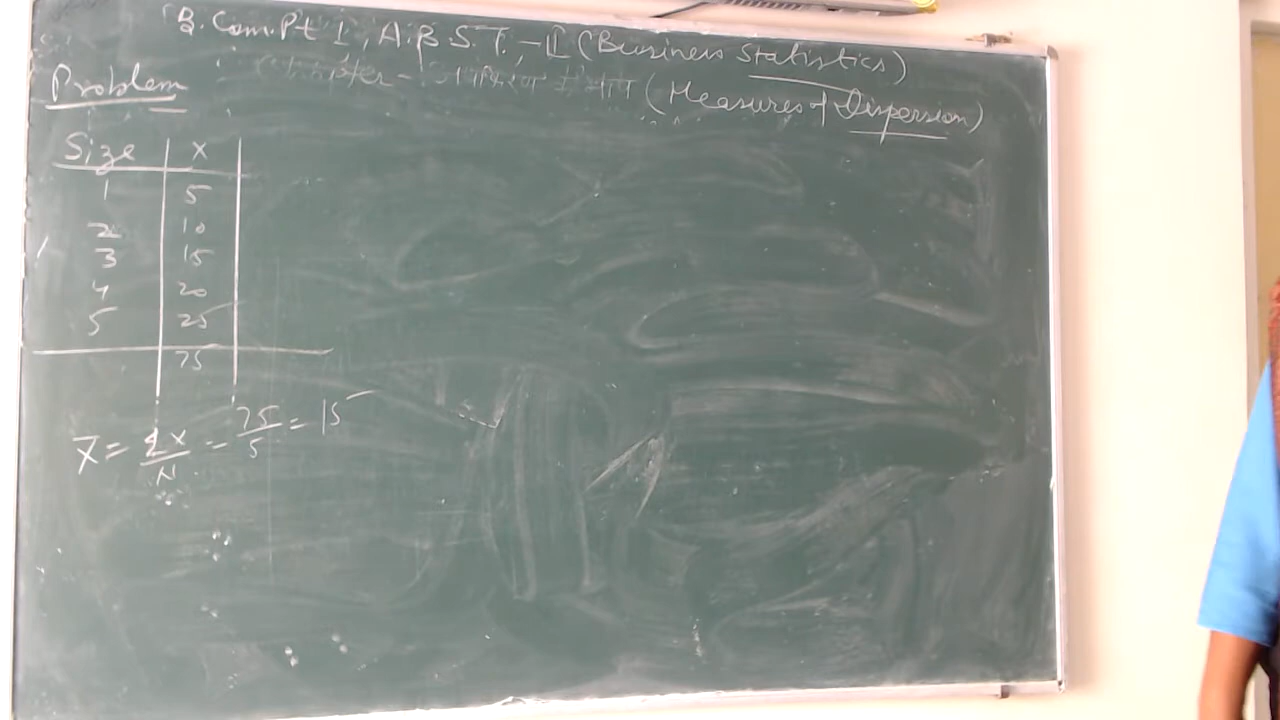 B. Com. Pt I, A.B.S.T. - II (Business Statistics)
Problem
(Measures of Dispersion)
Size X
1 5
2 10
3 15
4 20
5 25
75
X̄ = ΣX/N = 75/5 = 15